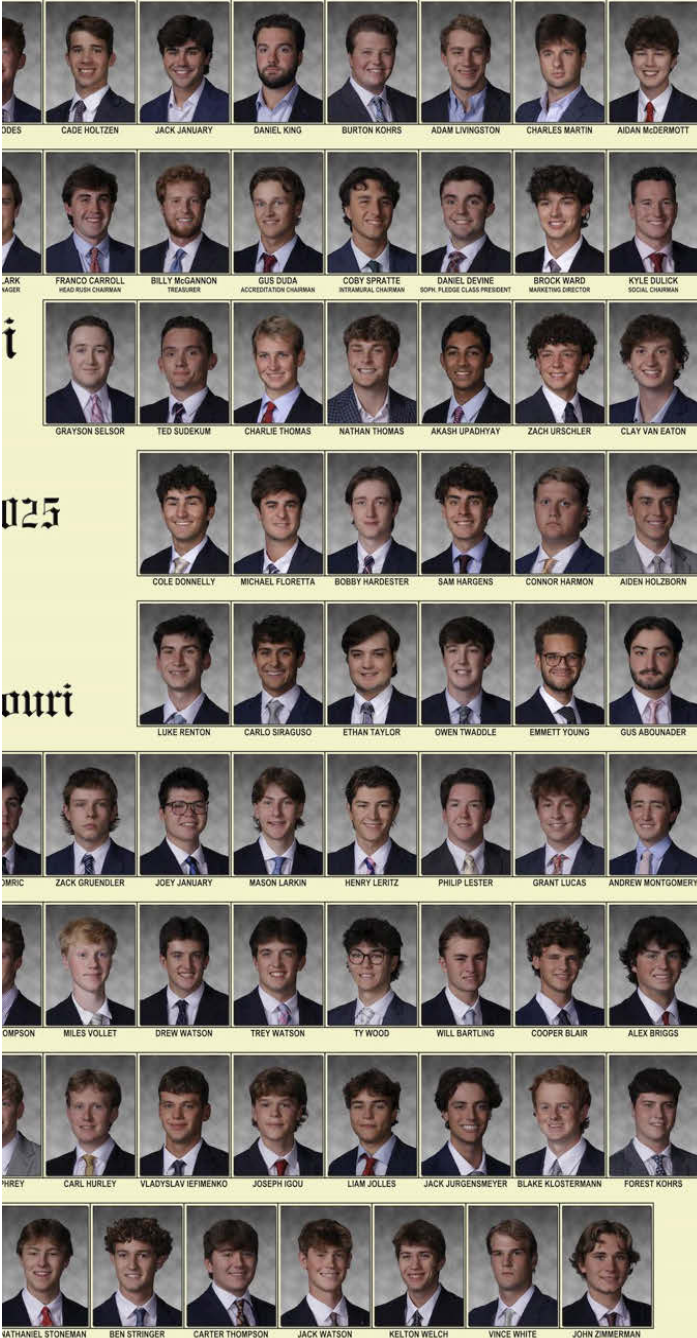 ODES CADE HOLTZEN JACK JANUARY DANIEL KING BURTON KOHRS ADAM LIVINGSTON CHARLES MARTIN AIDAN McDERMOTT
LARK FRANCO CARROLL BILLY McGANNON GUS DUDA COBY SPRATTE DANIEL DEVINE BROCK WARD KYLE DULICK
NAGER HEAD RUSH CHAIRMAN TREASURER ACCREDITATION CHAIRMAN INTRAMURAL CHAIRMAN SOPH. PLEDGE CLASS PRESIDENT MARKETING DIRECTOR SOCIAL CHAIRMAN
i
GRAYSON SELSOR TED SUDEKUM CHARLIE THOMAS NATHAN THOMAS AKASH UPADHYAY ZACH URSCHLER CLAY VAN EATON
025
COLE DONNELLY MICHAEL FLORETTA BOBBY HARDESTER SAM HARGENS CONNOR HARMON AIDEN HOLZBORN
ouri
LUKE RENTON CARLO SIRAGUSO ETHAN TAYLOR OWEN TWADDLE EMMETT YOUNG GUS ABOUNADER
OMRIC ZACK GRUENDLER JOEY JANUARY MASON LARKIN HENRY LERITZ PHILIP LESTER GRANT LUCAS ANDREW MONTGOMERY
OMPSON MILES VOLLET DREW WATSON TREY WATSON TY WOOD WILL BARTLING COOPER BLAIR ALEX BRIGGS
PHREY CARL HURLEY VLADYSLAV IEFIMENKO JOSEPH IGOU LIAM JOLLES JACK JURGENSMEYER BLAKE KLOSTERMANN FOREST KOHRS
NATHANIEL STONEMAN BEN STRINGER CARTER THOMPSON JACK WATSON KELTON WELCH VINCE WHITE JOHN ZIMMERMAN